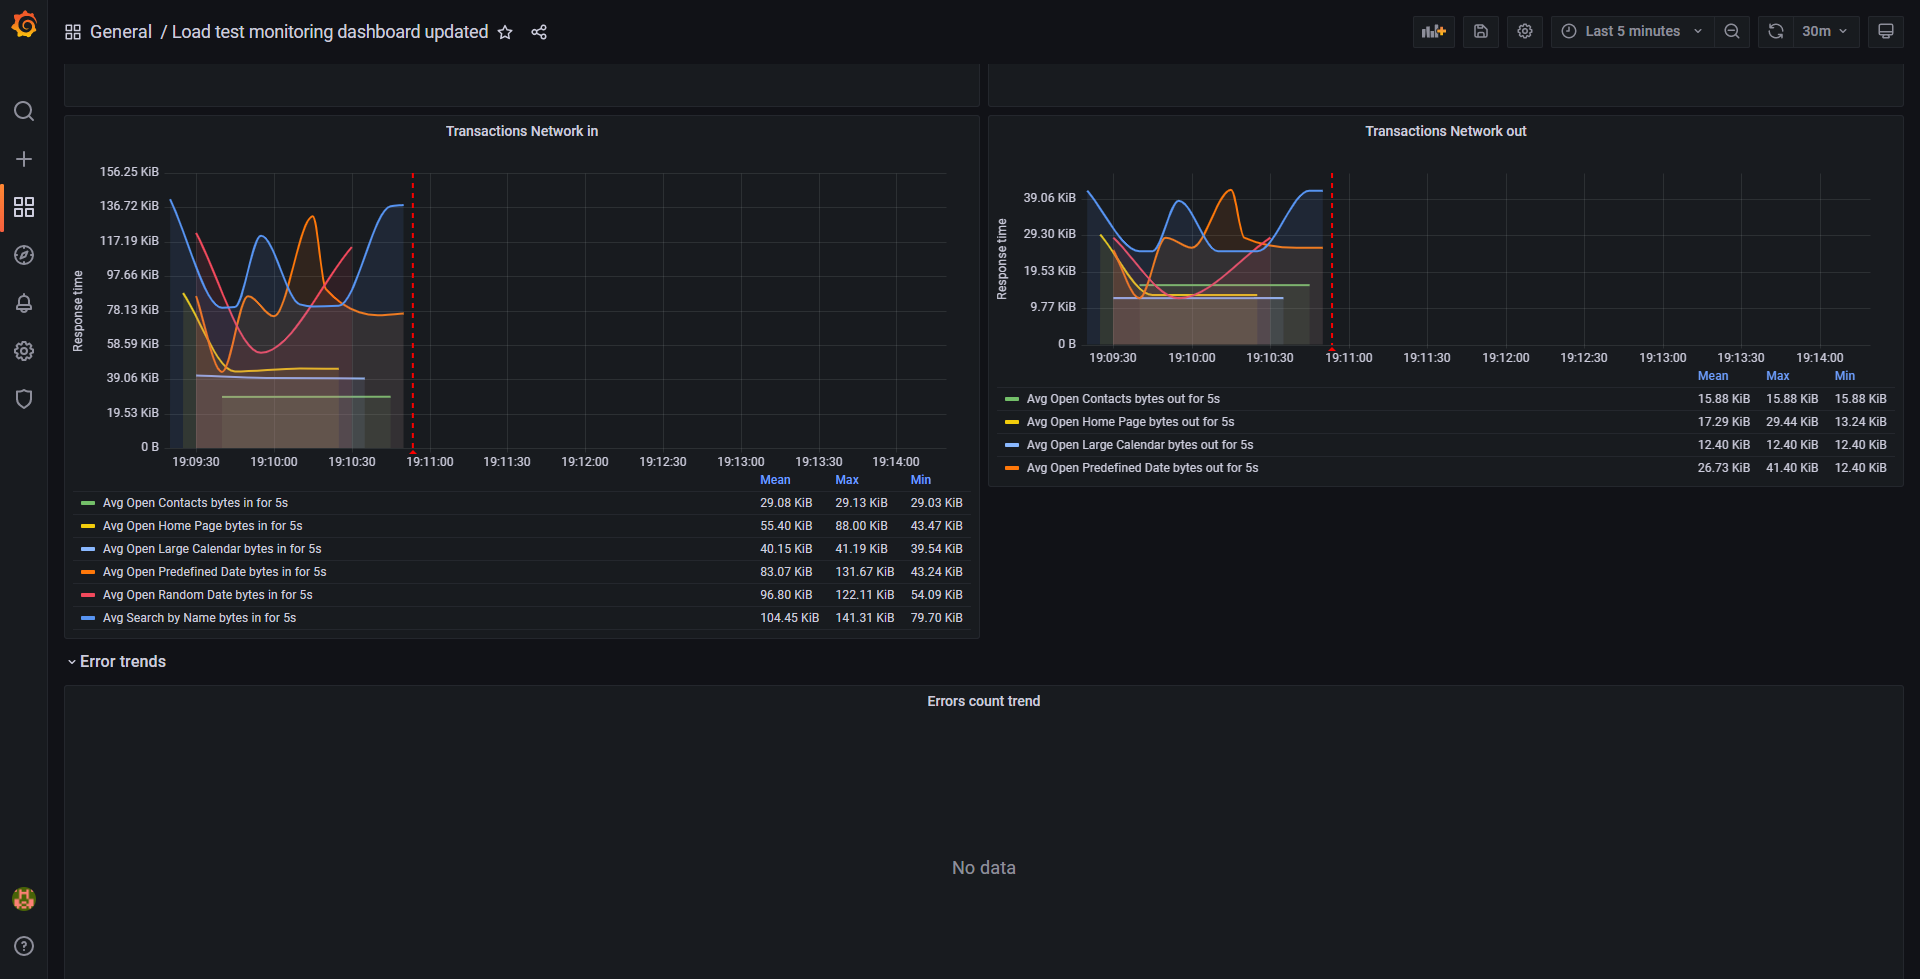 General / Load test monitoring dashboard updated
Last 5 minutes
30m
Transactions Network in
Response time
156.25 KiB
136.72 KiB
117.19 KiB
97.66 KiB
78.13 KiB
58.59 KiB
39.06 KiB
19.53 KiB
0 B
19:09:30 19:10:00 19:10:30 19:11:00 19:11:30 19:12:00 19:12:30 19:13:00 19:13:30 19:14:00
Mean Max Min
Avg Open Contacts bytes in for 5s 29.08 KiB 29.13 KiB 29.03 KiB
Avg Open Home Page bytes in for 5s 55.40 KiB 88.00 KiB 43.47 KiB
Avg Open Large Calendar bytes in for 5s 40.15 KiB 41.19 KiB 39.54 KiB
Avg Open Predefined Date bytes in for 5s 83.07 KiB 131.67 KiB 43.24 KiB
Avg Open Random Date bytes in for 5s 96.80 KiB 122.11 KiB 54.09 KiB
Avg Search by Name bytes in for 5s 104.45 KiB 141.31 KiB 79.70 KiB
Transactions Network out
Response time
39.06 KiB
29.30 KiB
19.53 KiB
9.77 KiB
0 B
19:09:30 19:10:00 19:10:30 19:11:00 19:11:30 19:12:00 19:12:30 19:13:00 19:13:30 19:14:00
Mean Max Min
Avg Open Contacts bytes out for 5s 15.88 KiB 15.88 KiB 15.88 KiB
Avg Open Home Page bytes out for 5s 17.29 KiB 29.44 KiB 13.24 KiB
Avg Open Large Calendar bytes out for 5s 12.40 KiB 12.40 KiB 12.40 KiB
Avg Open Predefined Date bytes out for 5s 26.73 KiB 41.40 KiB 12.40 KiB
Error trends
Errors count trend
No data